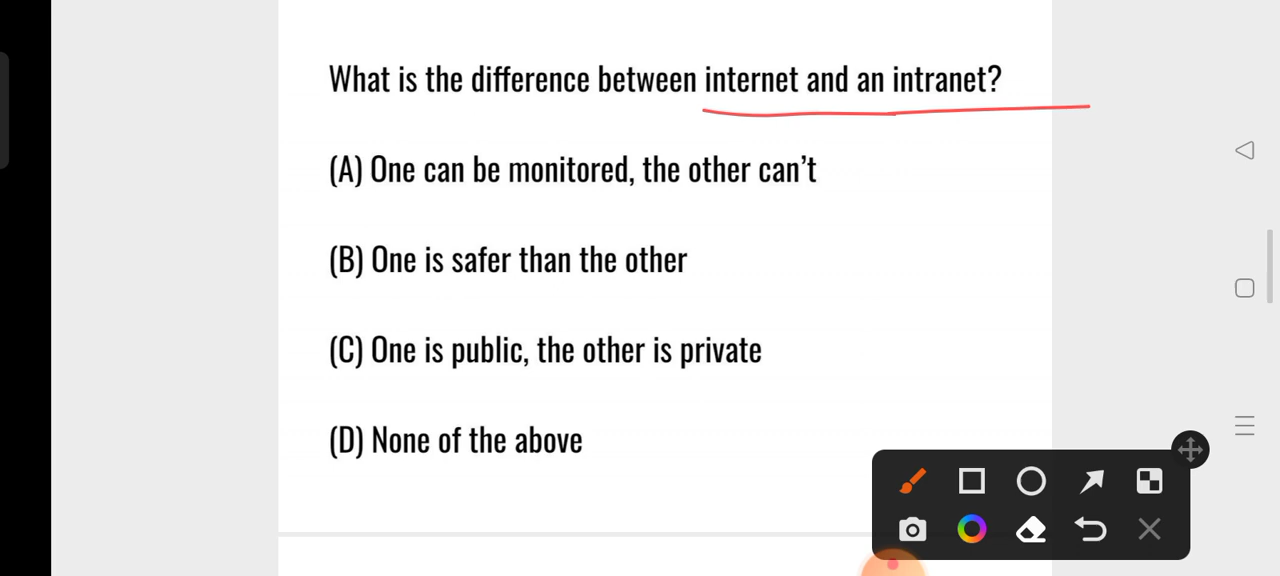 What is the difference between internet and an intranet?
(A) One can be monitored, the other can’t
(B) One is safer than the other
(C) One is public, the other is private
(D) None of the above